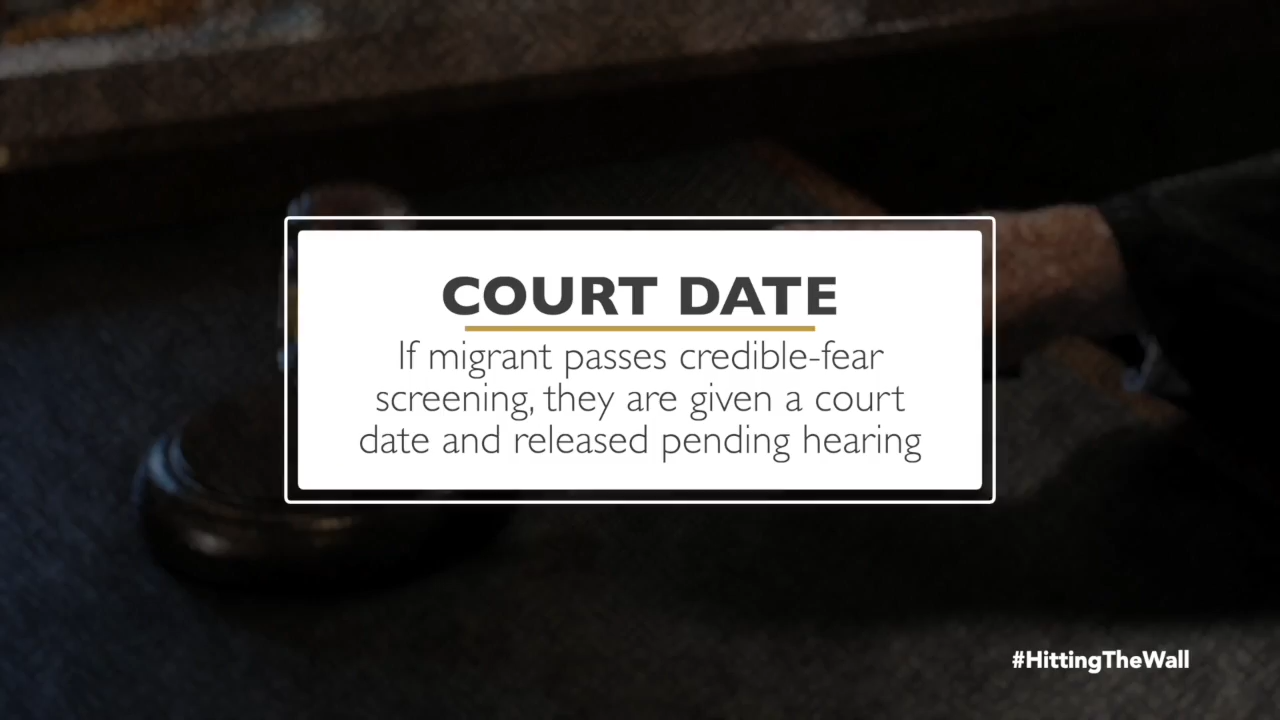 COURT DATE
If migrant passes credible-fear
screening, they are given a court
date and released pending hearing
#HittingTheWall